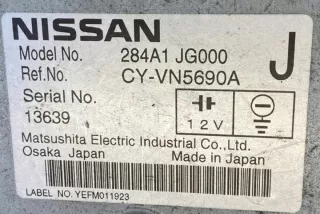 NISSAN
Model No. 284A1 JG000 J
Ref.No. CY-VN5690A
Serial No.
13639
12V
Matsushita Electric Industrial Co.,Ltd.
Osaka Japan Made in Japan
LABEL NO. YEFM011923